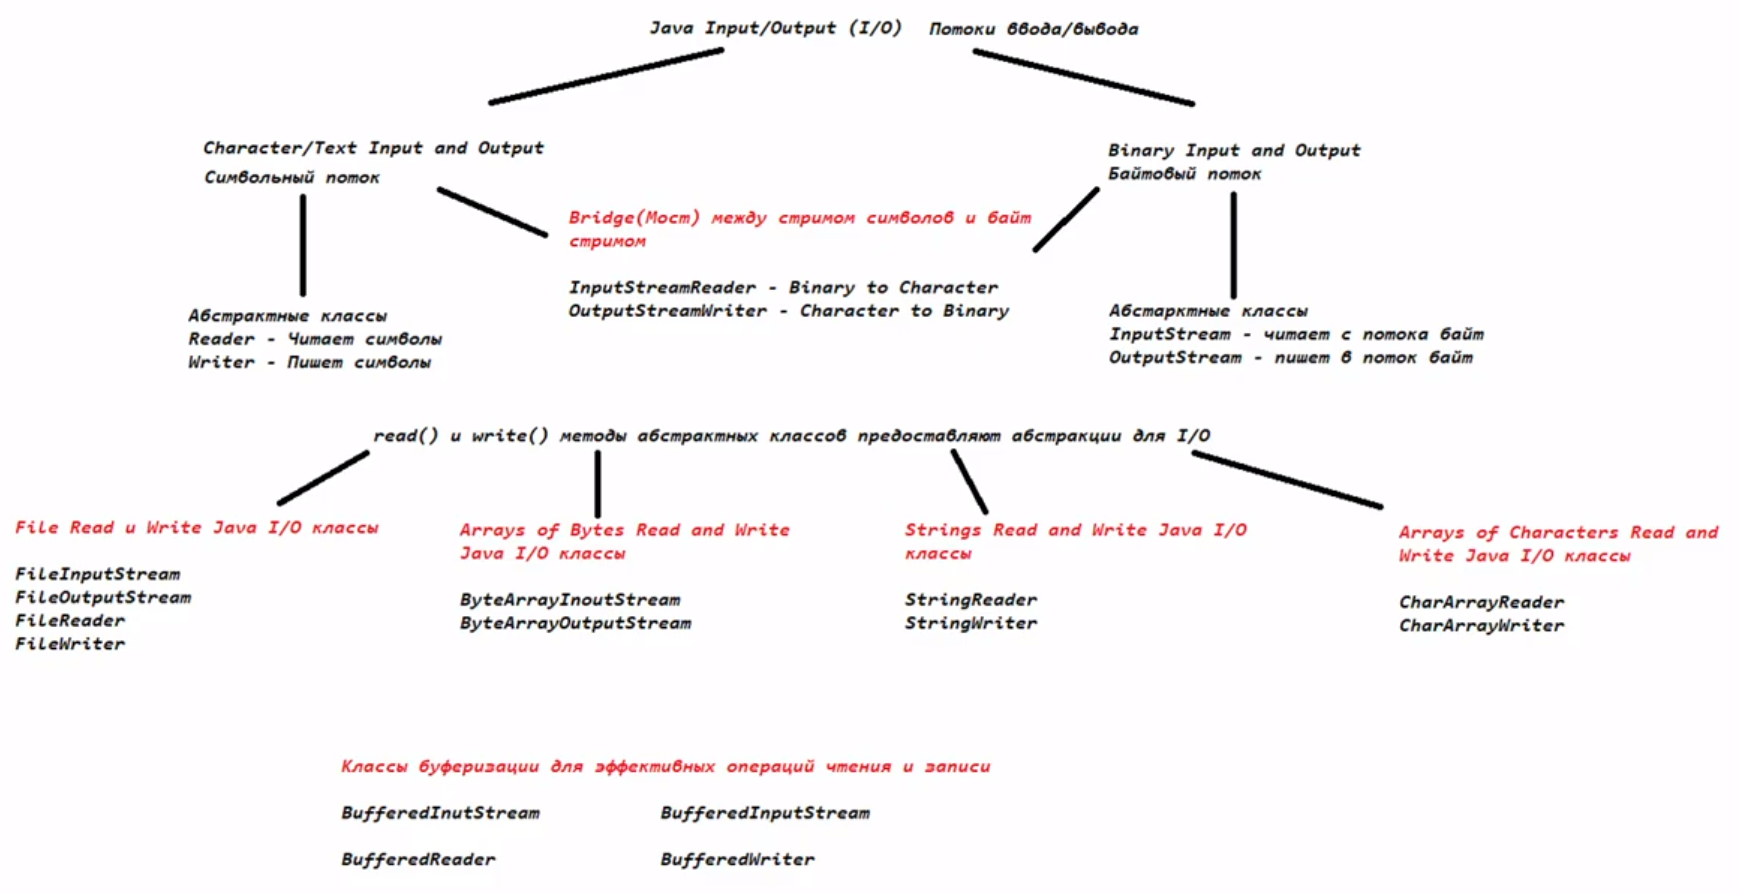 Java Input/Output (I/O) Потоки ввода/вывода
Character/Text Input and Output
Символьный поток
Binary Input and Output
Байтовый поток
Bridge(Мост) между стримом символов и байт
стримом
InputStreamReader - Binary to Character
OutputStreamWriter - Character to Binary
Абстрактные классы
Reader - Читает символы
Writer - Пишет символы
Абстарктные классы
InputStream - читает с потока байт
OutputStream - пишет в поток байт
read() и write() методы абстрактных классов предоставляют абстракции для I/O
File Read и Write Java I/O классы
FileInputStream
FileOutputStream
FileReader
FileWriter
Arrays of Bytes Read and Write
Java I/O классы
ByteArrayInoutStream
ByteArrayOutputStream
Strings Read and Write Java I/O
классы
StringReader
StringWriter
Arrays of Characters Read and
Write Java I/O классы
CharArrayReader
CharArrayWriter
Классы буферизации для эффективных операций чтения и записи
BufferedInutStream BufferedInputStream
BufferedReader BufferedWriter